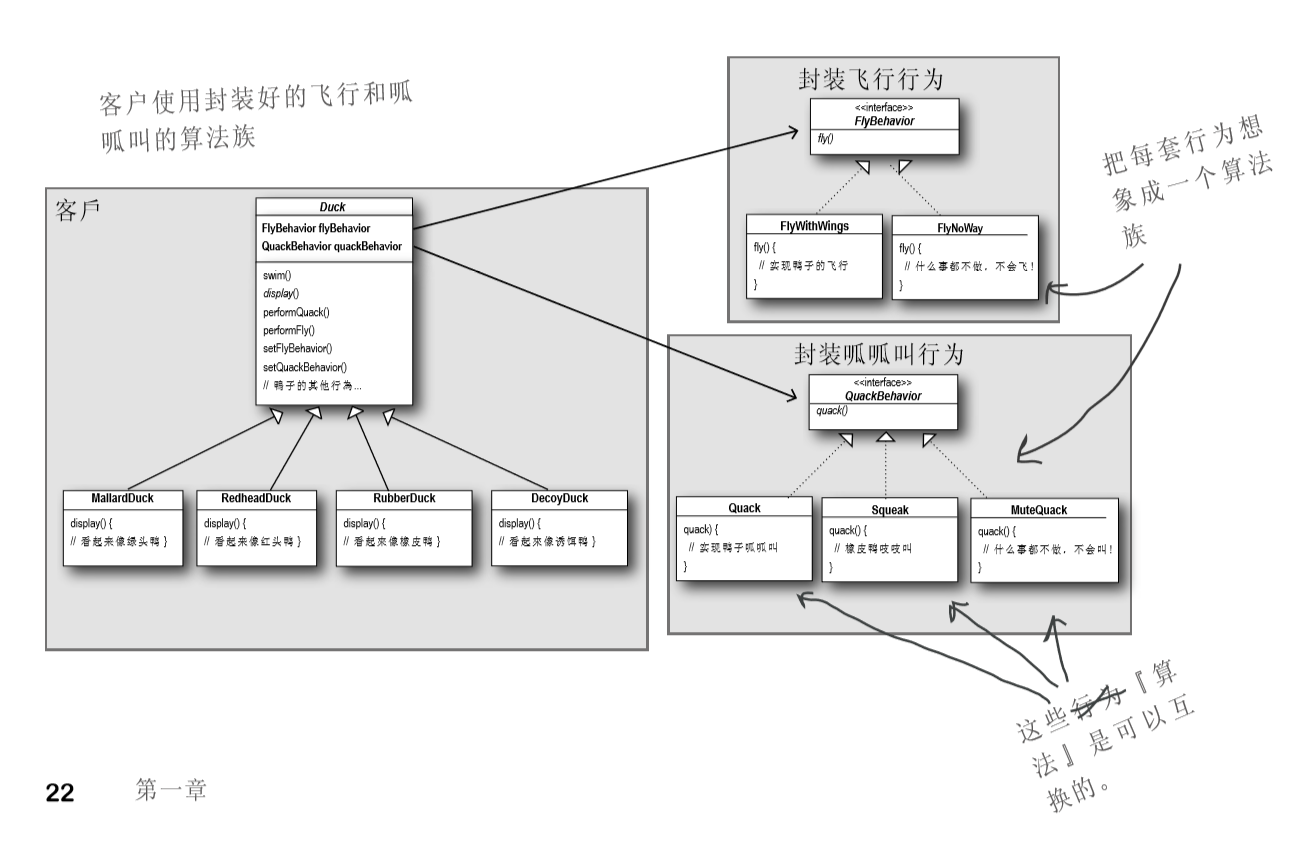 客户使用封装好的飞行和呱
呱叫的算法族
客戶
Duck
FlyBehavior flyBehavior
QuackBehavior quackBehavior
swim()
display()
performQuack()
performFly()
setFlyBehavior()
setQuackBehavior()
// 鸭子的其他行為...
MallardDuck
display() {
// 看起来像绿头鸭 }
RedheadDuck
display() {
// 看起来像红头鸭 }
RubberDuck
display() {
// 看起來像橡皮鸭 }
DecoyDuck
display() {
// 看起來像诱饵鸭 }
封装飞行行为
<<interface>>
FlyBehavior
fly()
FlyWithWings
fly() {
// 实现鸭子的飞行
}
FlyNoWay
fly() {
// 什么事都不做，不会飞！
}
把每套行为想
象成一个算法
族
封装呱呱叫行为
<<interface>>
QuackBehavior
quack()
Quack
quack) {
// 实现鸭子呱呱叫
}
Squeak
quack() {
// 橡皮鸭吱吱叫
}
MuteQuack
quack() {
// 什么事都不做，不会叫！
}
这些行为『算
法』是可以互
换的。
22 第一章